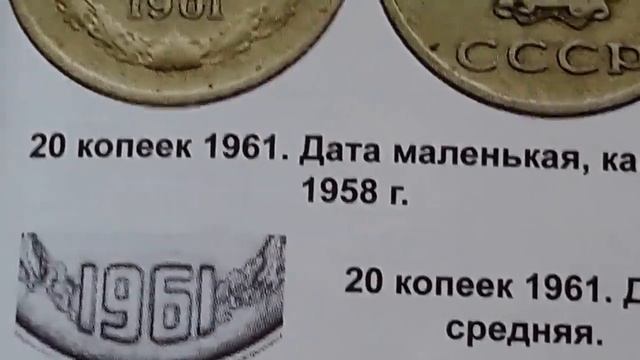 1961
СССР
20 копеек 1961. Дата маленькая, ка
1958 г.
1961
20 копеек 1961. Д
средняя.